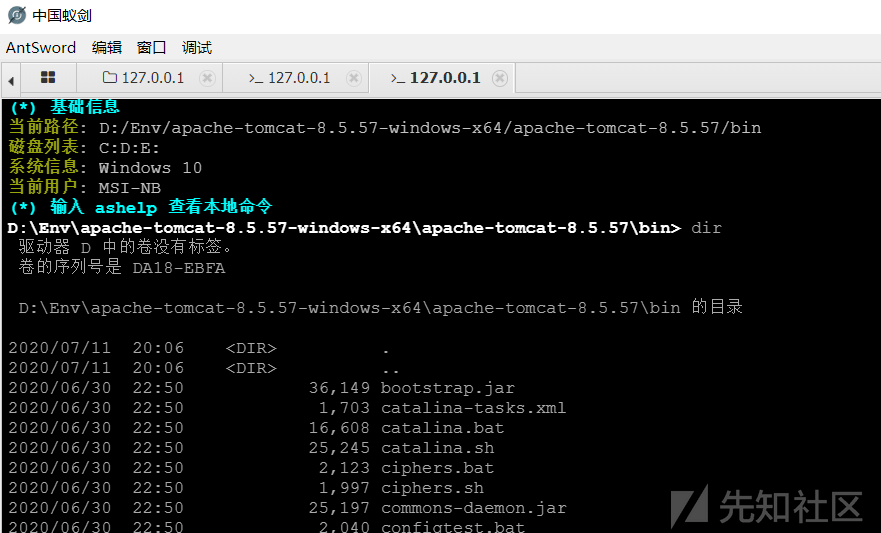 中国蚁剑
AntSword 编辑 窗口 调试
127.0.0.1 >_ 127.0.0.1 >_ 127.0.0.1
(*) 基础信息
当前路径: D:/Env/apache-tomcat-8.5.57-windows-x64/apache-tomcat-8.5.57/bin
磁盘列表: C:D:E:
系统信息: Windows 10
当前用户: MSI-NB
(*) 输入 ashelp 查看本地命令
D:\Env\apache-tomcat-8.5.57-windows-x64\apache-tomcat-8.5.57\bin> dir
驱动器 D 中的卷没有标签。
卷的序列号是 DA18-EBFA
D:\Env\apache-tomcat-8.5.57-windows-x64\apache-tomcat-8.5.57\bin 的目录
2020/07/11 20:06 <DIR> .
2020/07/11 20:06 <DIR> ..
2020/06/30 22:50 36,149 bootstrap.jar
2020/06/30 22:50 1,703 catalina-tasks.xml
2020/06/30 22:50 16,608 catalina.bat
2020/06/30 22:50 25,245 catalina.sh
2020/06/30 22:50 2,123 ciphers.bat
2020/06/30 22:50 1,997 ciphers.sh
2020/06/30 22:50 25,197 commons-daemon.jar
2020/06/30 22:50 2,040 configtest.bat
先知社区